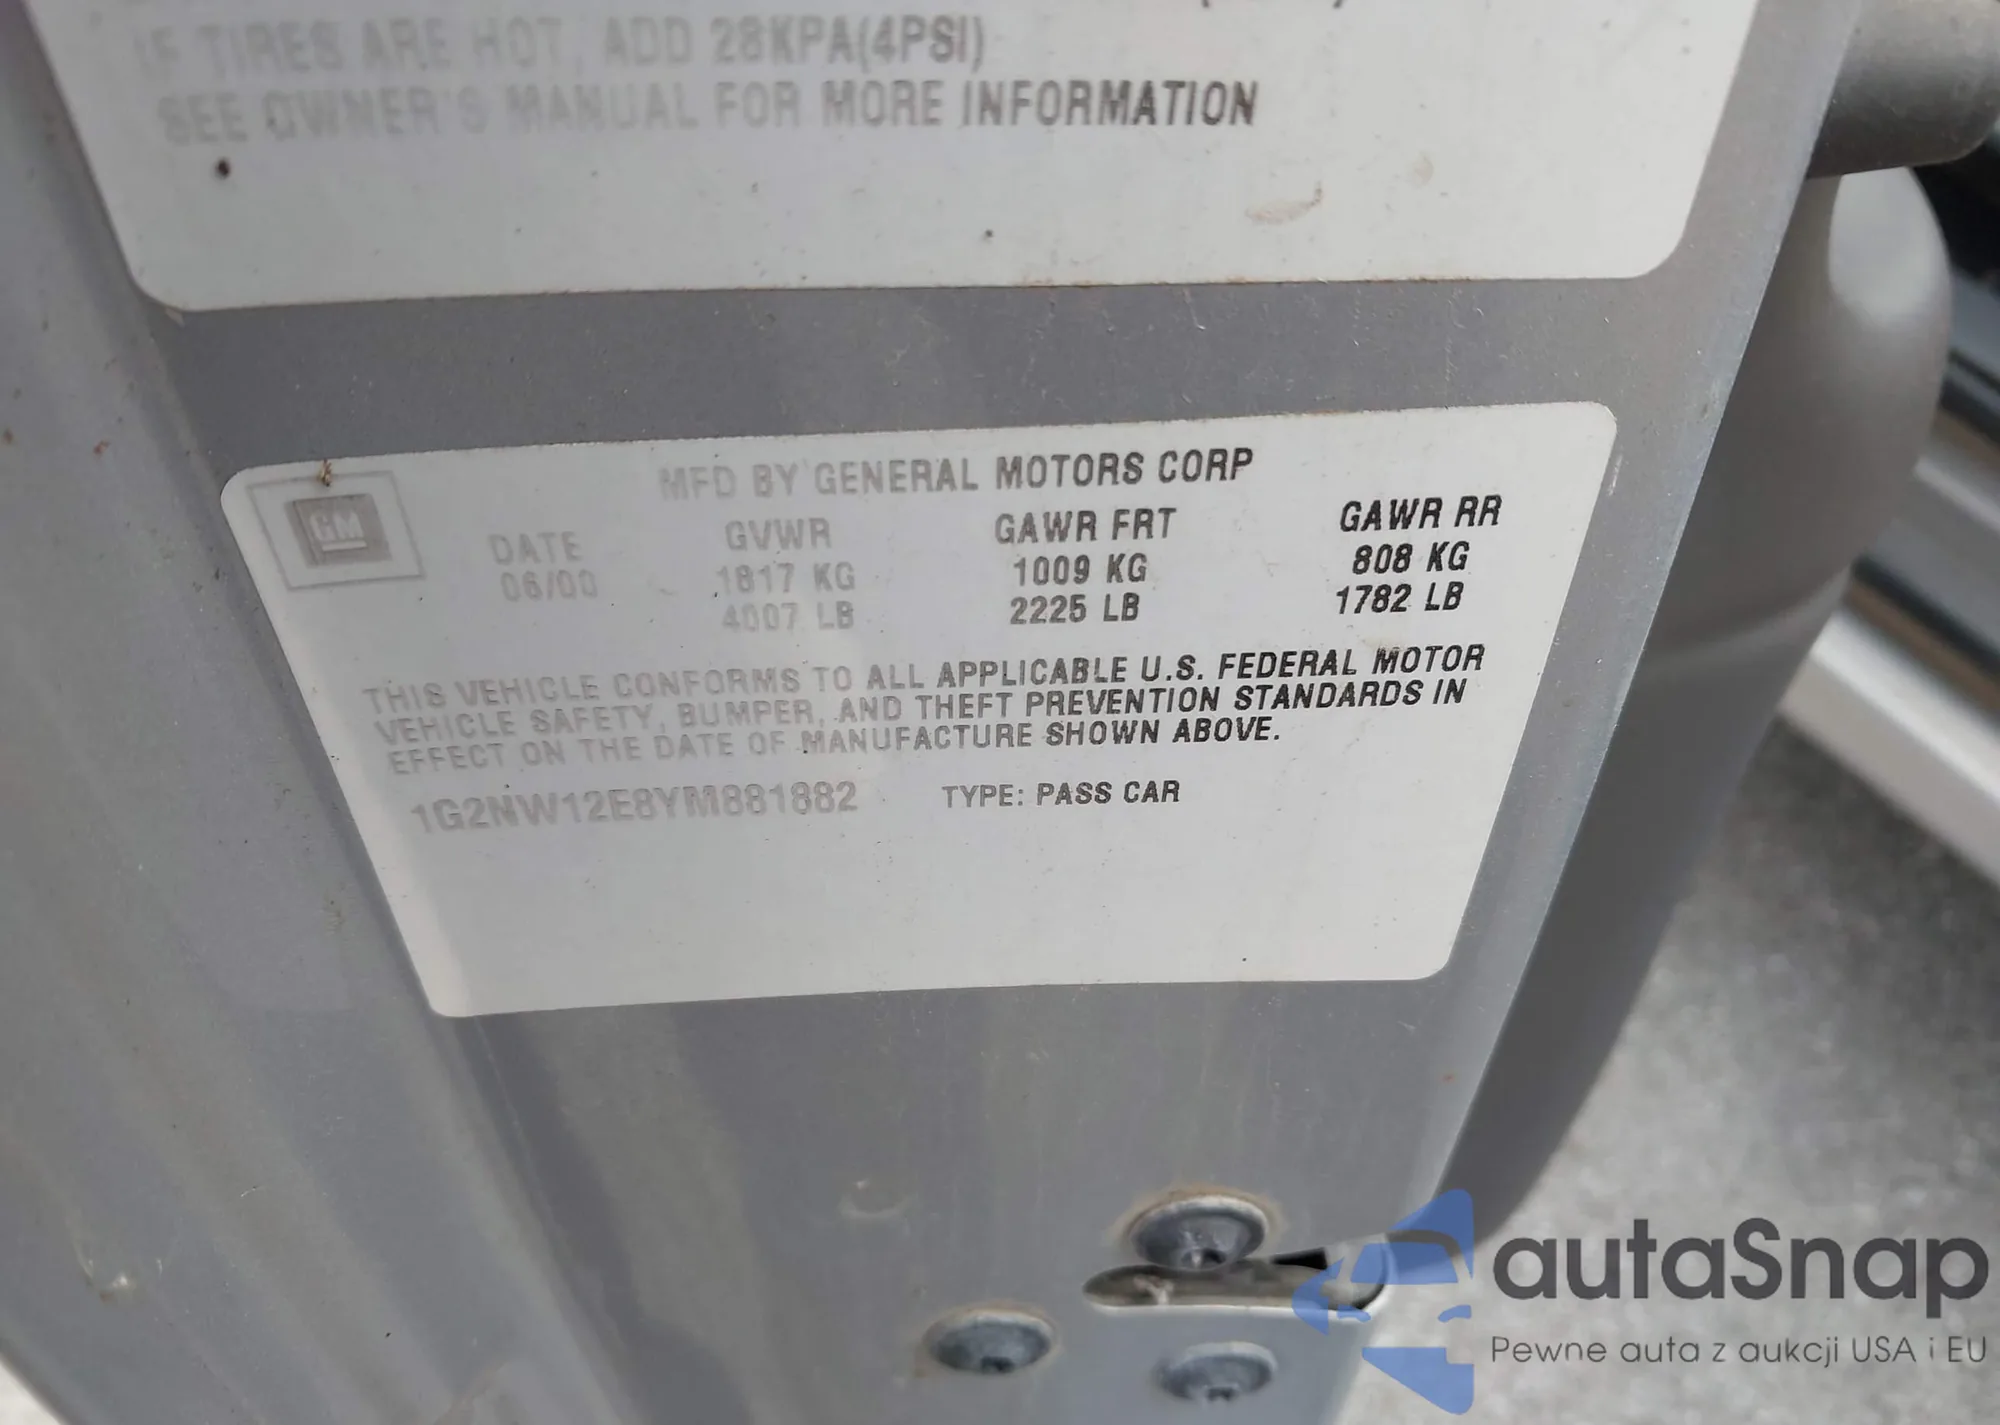 IF TIRES ARE HOT, ADD 28KPA(4PSI)
SEE OWNER'S MANUAL FOR MORE INFORMATION
GM
MFD BY GENERAL MOTORS CORP
DATE GVWR GAWR FRT GAWR RR
06/00 1817 KG 1009 KG 808 KG
4007 LB 2225 LB 1782 LB
THIS VEHICLE CONFORMS TO ALL APPLICABLE U.S. FEDERAL MOTOR
VEHICLE SAFETY, BUMPER, AND THEFT PREVENTION STANDARDS IN
EFFECT ON THE DATE OF MANUFACTURE SHOWN ABOVE.
1G2NW12E8YM881882 TYPE: PASS CAR
autaSnap
Pewne auta z aukcji USA i EU